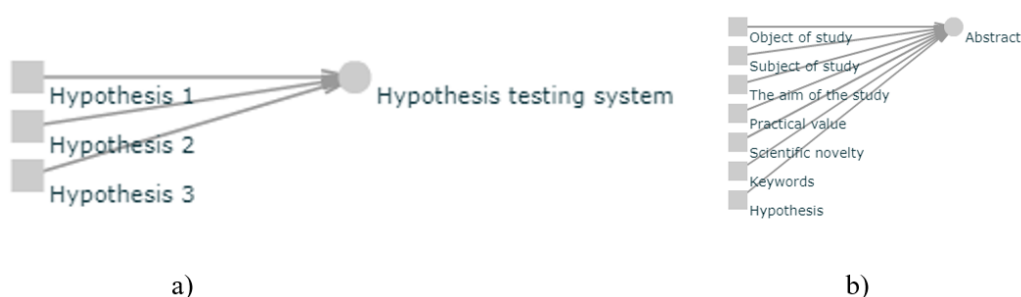 Hypothesis 1
Hypothesis 2
Hypothesis 3
Hypothesis testing system
a)
Object of study
Subject of study
The aim of the study
Practical value
Scientific novelty
Keywords
Hypothesis
Abstract
b)